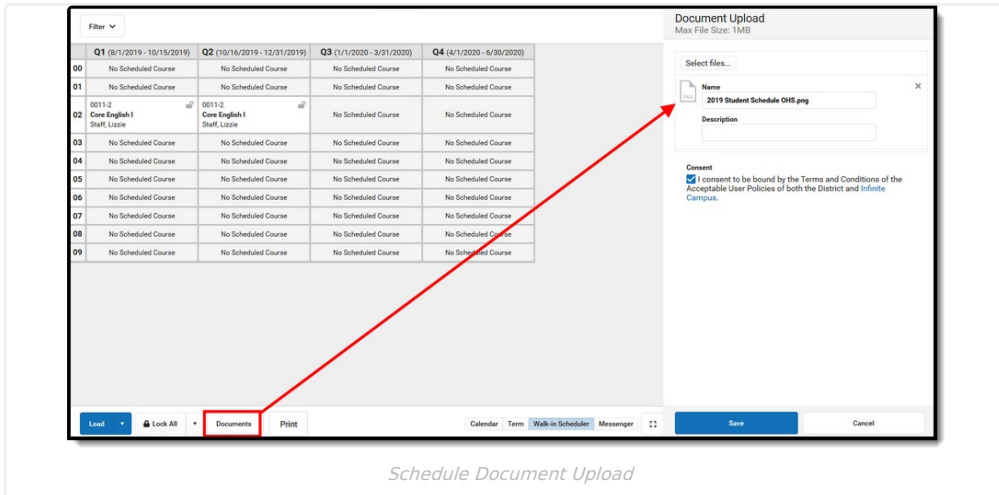 Filter
Q1 (8/1/2019 - 10/15/2019) Q2 (10/16/2019 - 12/31/2019) Q3 (1/1/2020 - 3/31/2020) Q4 (4/1/2020 - 6/30/2020)
00 No Scheduled Course No Scheduled Course No Scheduled Course No Scheduled Course
01 No Scheduled Course No Scheduled Course No Scheduled Course No Scheduled Course
0011-2 0011-2
02 Core English I Core English I No Scheduled Course No Scheduled Course
Staff, Lizzie Staff, Lizzie
03 No Scheduled Course No Scheduled Course No Scheduled Course No Scheduled Course
04 No Scheduled Course No Scheduled Course No Scheduled Course No Scheduled Course
05 No Scheduled Course No Scheduled Course No Scheduled Course No Scheduled Course
06 No Scheduled Course No Scheduled Course No Scheduled Course No Scheduled Course
07 No Scheduled Course No Scheduled Course No Scheduled Course No Scheduled Course
08 No Scheduled Course No Scheduled Course No Scheduled Course No Scheduled Course
09 No Scheduled Course No Scheduled Course No Scheduled Course No Scheduled Course
Load Lock All Documents Print Calendar Term Walk-in Scheduler Messenger
Document Upload
Max File Size: 1MB
Select files...
Name
PNG 2019 Student Schedule OHS.png
Description
Consent
I consent to be bound by the Terms and Conditions of the
Acceptable User Policies of both the District and Infinite
Campus.
Save Cancel
Schedule Document Upload